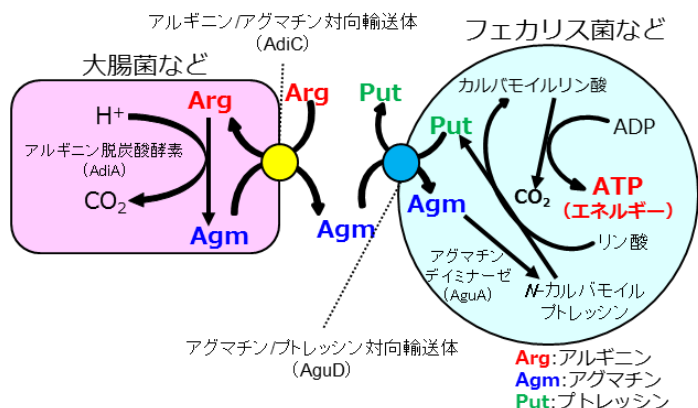 アルギニン/アグマチン対向輸送体
(AdiC)
フェカリス菌など
大腸菌など
H⁺
Arg
アルギニン脱炭酸酵素
(AdiA)
CO₂
Agm
Arg
Agm
Put
カルバモイルリン酸
Put
ADP
CO₂
ATP
(エネルギー)
Agm
リン酸
アグマチン
デイミナーゼ
(AguA)
N-カルバモイル
プトレッシン
アグマチン/プトレッシン対向輸送体
(AguD)
Arg:アルギニン
Agm:アグマチン
Put:プトレッシン